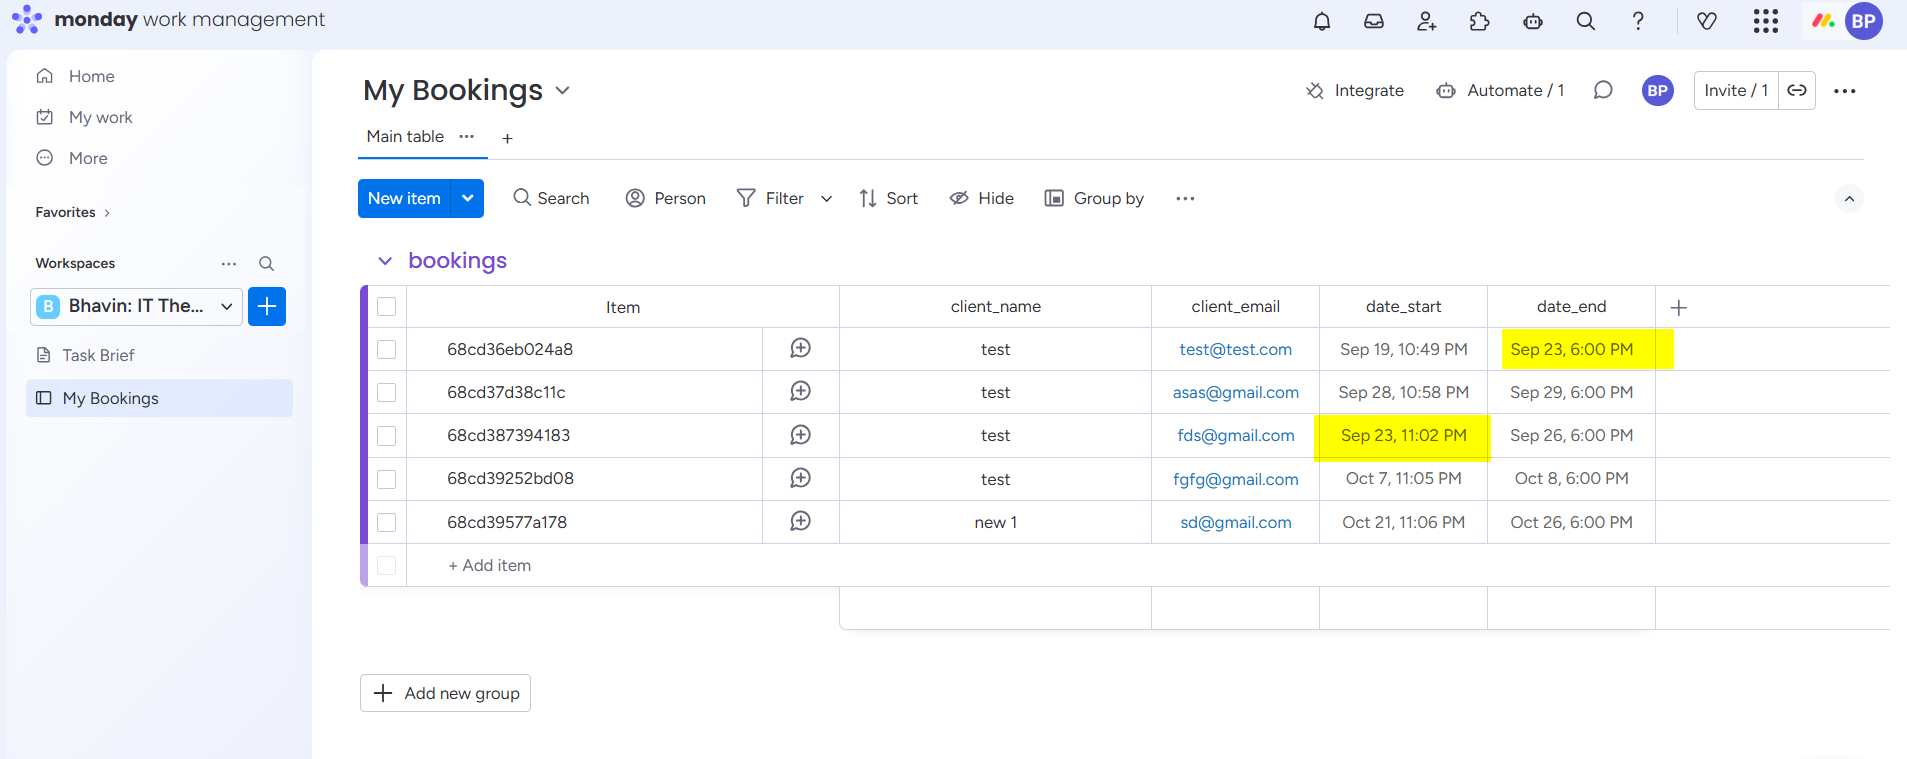 monday work management
BP
Home
My work
More
Favorites
Workspaces
B Bhavin: IT The...
Task Brief
My Bookings
My Bookings
Integrate
Automate / 1
BP
Invite / 1
Main table
New item
Search
Person
Filter
Sort
Hide
Group by
bookings
Item client_name client_email date_start date_end
68cd36eb024a8 test test@test.com Sep 19, 10:49 PM Sep 23, 6:00 PM
68cd37d38c11c test asas@gmail.com Sep 28, 10:58 PM Sep 29, 6:00 PM
68cd387394183 test fds@gmail.com Sep 23, 11:02 PM Sep 26, 6:00 PM
68cd39252bd08 test fgfg@gmail.com Oct 7, 11:05 PM Oct 8, 6:00 PM
68cd39577a178 new 1 sd@gmail.com Oct 21, 11:06 PM Oct 26, 6:00 PM
+ Add item
+ Add new group